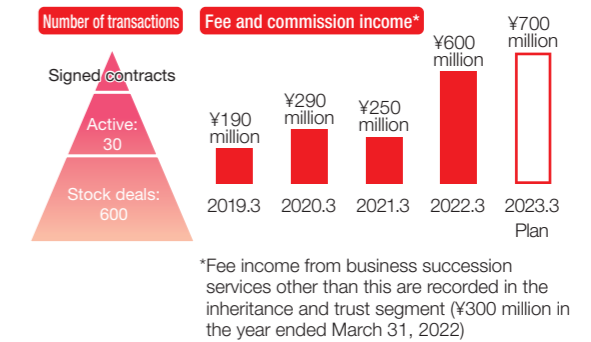 Number of transactions
Signed contracts
Active:
30
Stock deals:
600
Fee and commission income*
¥190
million
¥290
million
¥250
million
¥600
million
¥700
million
2019.3
2020.3
2021.3
2022.3
2023.3
Plan
*Fee income from business succession
services other than this are recorded in the
inheritance and trust segment (¥300 million in
the year ended March 31, 2022)